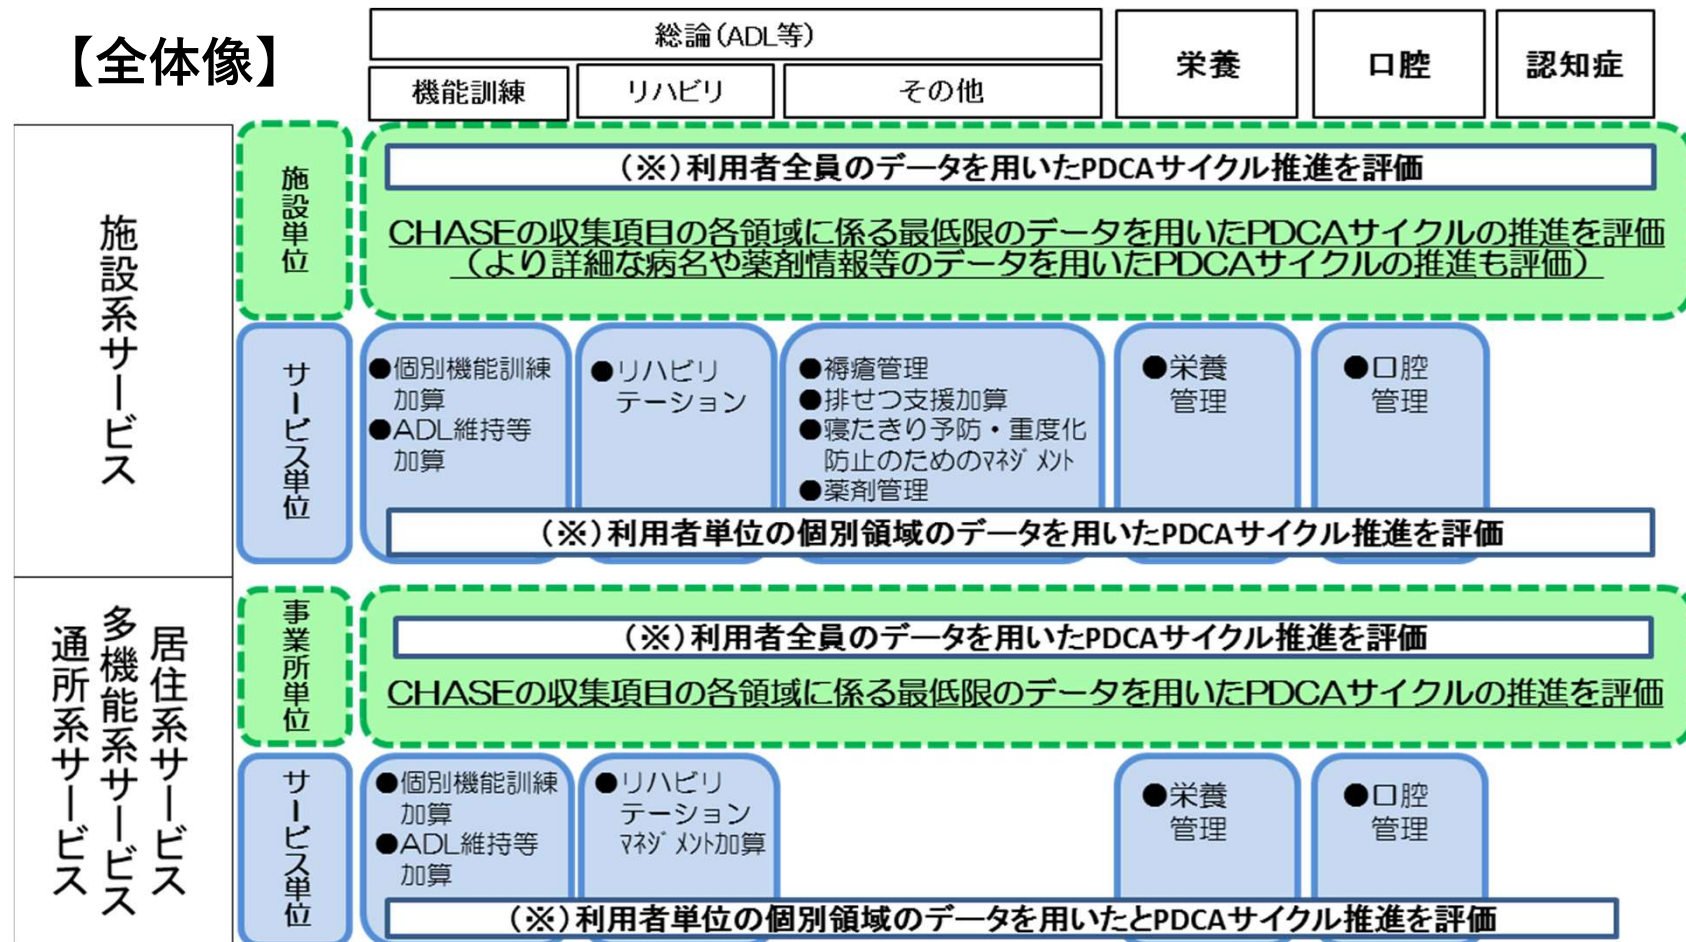 【全体像】
総論(ADL等)
機能訓練
リハビリ
その他
栄養
口腔
認知症
施設系サービス
施設単位
(※)利用者全員のデータを用いたPDCAサイクル推進を評価
CHASEの収集項目の各領域に係る最低限のデータを用いたPDCAサイクルの推進を評価
(より詳細な病名や薬剤情報等のデータを用いたPDCAサイクルの推進も評価)
サービス単位
●個別機能訓練
加算
●ADL維持等
加算
●リハビリ
テーション
●褥瘡管理
●排せつ支援加算
●寝たきり予防・重度化
防止のためのマネジメント
●薬剤管理
●栄養
管理
●口腔
管理
(※)利用者単位の個別領域のデータを用いたPDCAサイクル推進を評価
居住系サービス
多機能系サービス
通所系サービス
事業所単位
(※)利用者全員のデータを用いたPDCAサイクル推進を評価
CHASEの収集項目の各領域に係る最低限のデータを用いたPDCAサイクルの推進を評価
サービス単位
●個別機能訓練
加算
●ADL維持等
加算
●リハビリ
テーション
マネジメント加算
●栄養
管理
●口腔
管理
(※)利用者単位の個別領域のデータを用いたとPDCAサイクル推進を評価